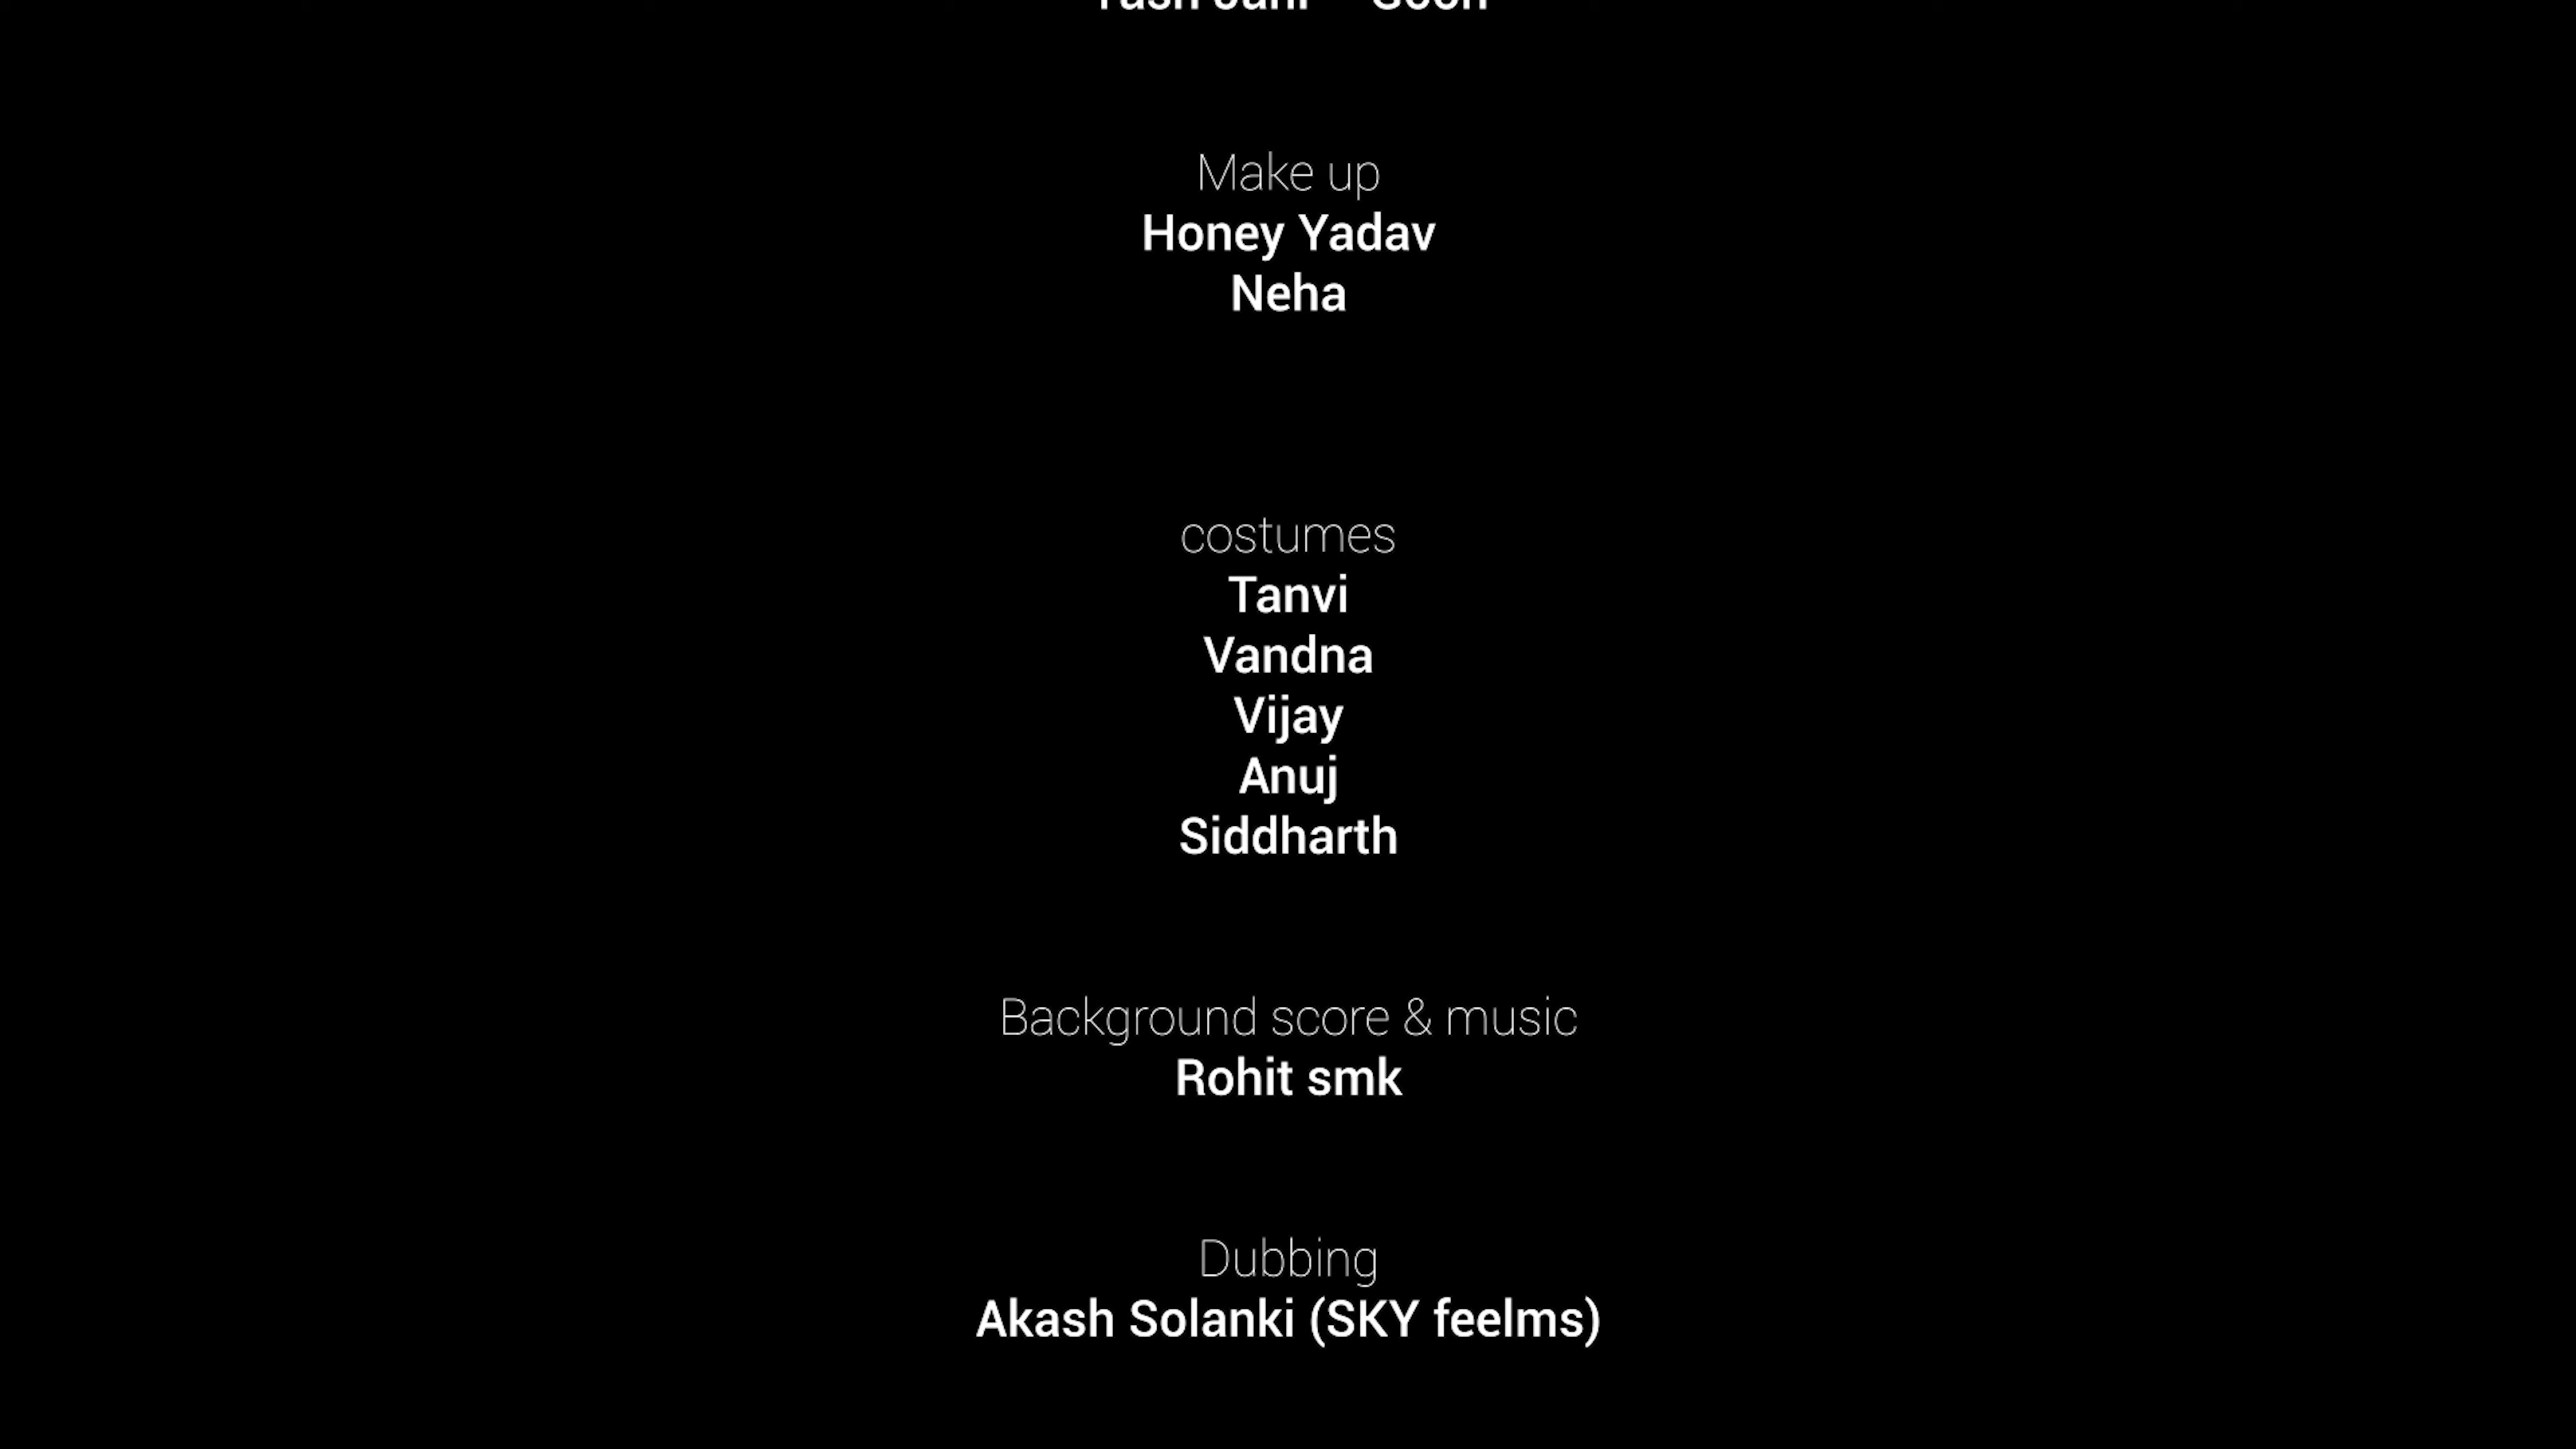 Make up
Honey Yadav
Neha
costumes
Tanvi
Vandna
Vijay
Anuj
Siddharth
Background score & music
Rohit smk
Dubbing
Akash Solanki (SKY feelms)